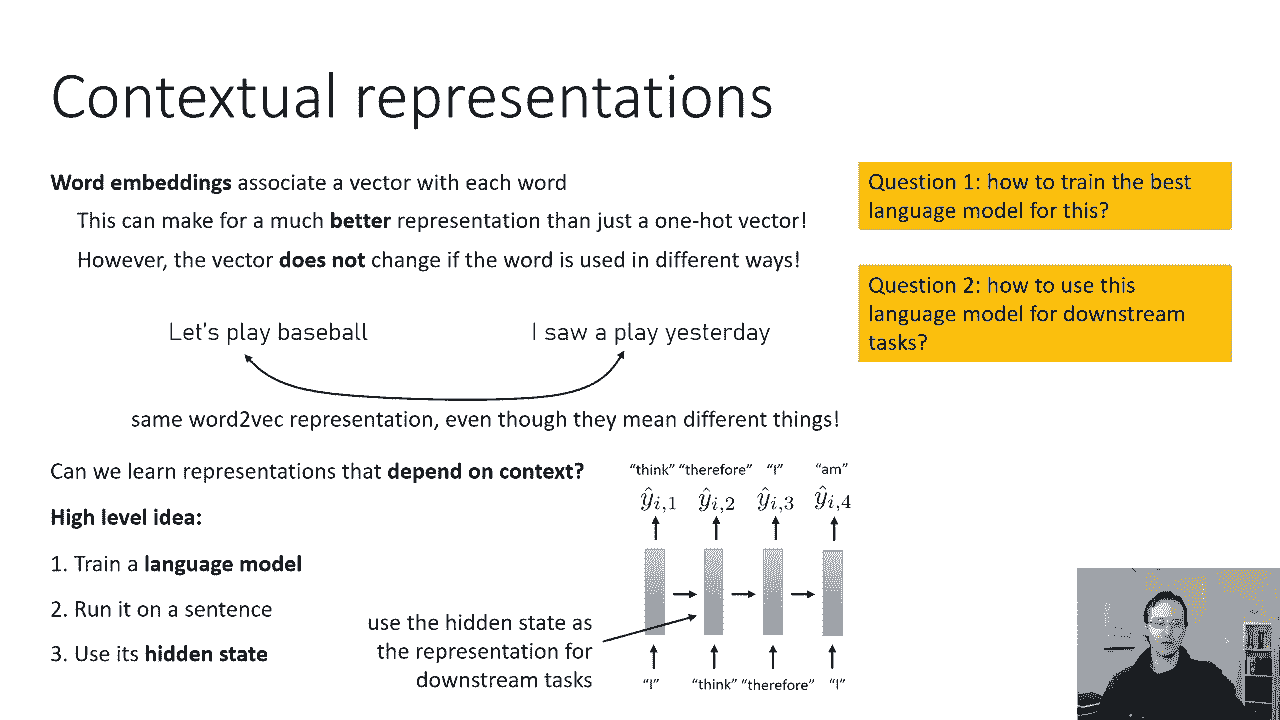 Contextual representations
Word embeddings associate a vector with each word
This can make for a much better representation than just a one-hot vector!
However, the vector does not change if the word is used in different ways!
Let's play baseball
I saw a play yesterday
same word2vec representation, even though they mean different things!
Can we learn representations that depend on context?
High level idea:
1. Train a language model
2. Run it on a sentence
3. Use its hidden state
use the hidden state as
the representation for
downstream tasks
"think" "therefore" "I" "am"
ŷi,1 ŷi,2 ŷi,3 ŷi,4
"I" "think" "therefore" "I"
Question 1: how to train the best
language model for this?
Question 2: how to use this
language model for downstream
tasks?